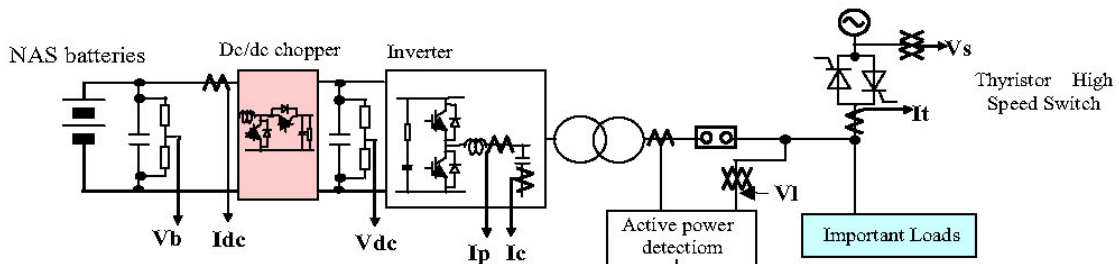 NAS batteries
Dc/dc chopper
Inverter
Vs
Thyristor High
Speed Switch
It
Vl
Vb
Idc
Vdc
Ip
Ic
Active power
detectiom
Important Loads